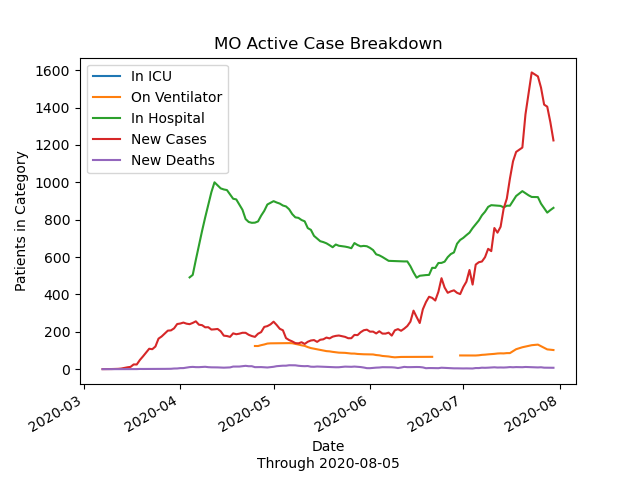 MO Active Case Breakdown
In ICU
On Ventilator
In Hospital
New Cases
New Deaths
Patients in Category
1600
1400
1200
1000
800
600
400
200
0
2020-03
2020-04
2020-05
2020-06
2020-07
2020-08
Date
Through 2020-08-05